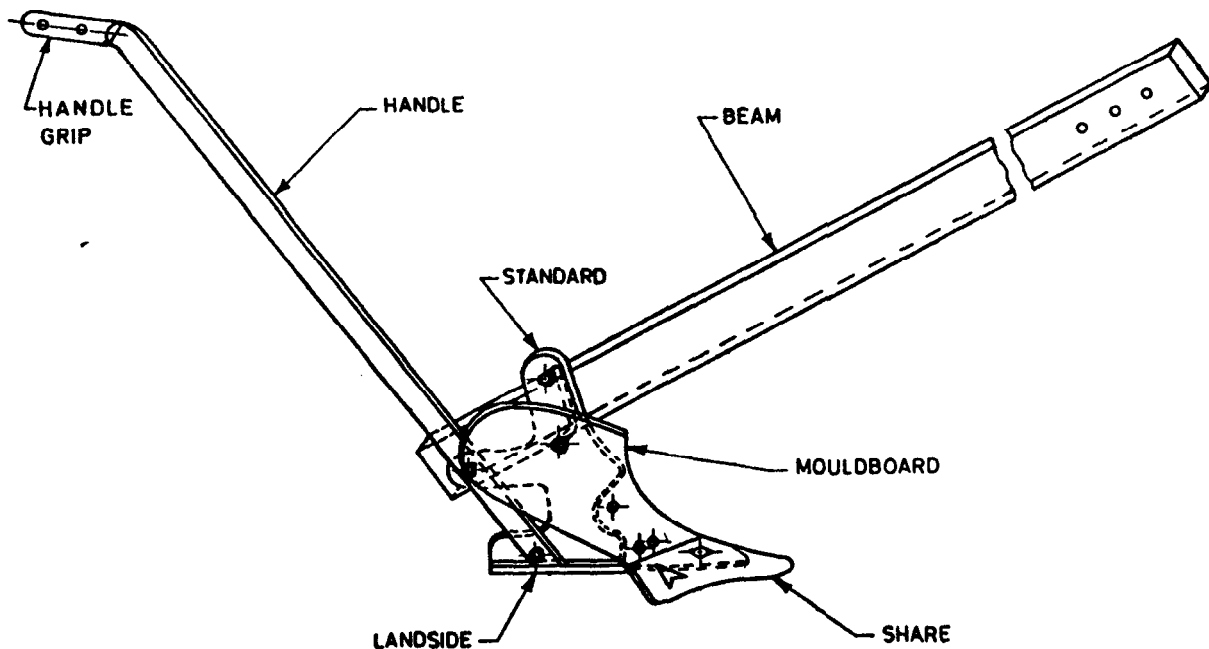 HANDLE
GRIP
HANDLE
BEAM
STANDARD
MOULDBOARD
LANDSIDE
SHARE